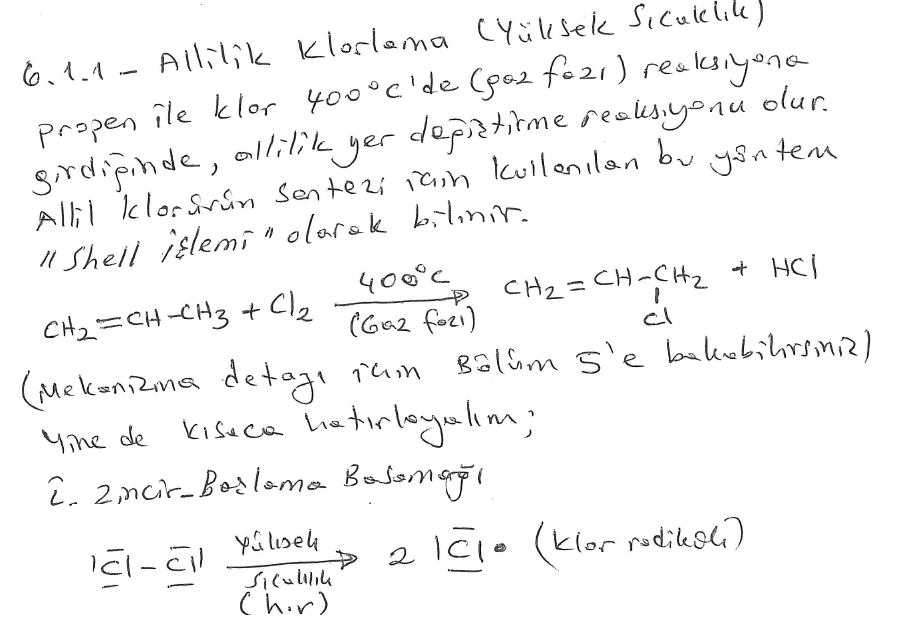 6.1.1 - Allilik Klorlama (Yüksek Sıcaklık)
Propen ile klor 400°C'de (gaz fazı) reaksiyona
girdiğinde, allilik yer değiştirme reaksiyonu olur.
Allil klorürün sentezi için kullanılan bu yöntem
"Shell işlemi" olarak bilinir.
CH2=CH-CH3 + Cl2 400°C (Gaz fazı) → CH2=CH-CH2 + HCl
Cl
(Mekanizma detayı için Bölüm 5'e bakabilirsiniz)
Yine de kısaca hatırlayalım;
i. Zincir-Başlama Basamağı
|Cl-Cl| Yüksek Sıcaklık (h.ν) → 2 |Cl• (klor radikali)